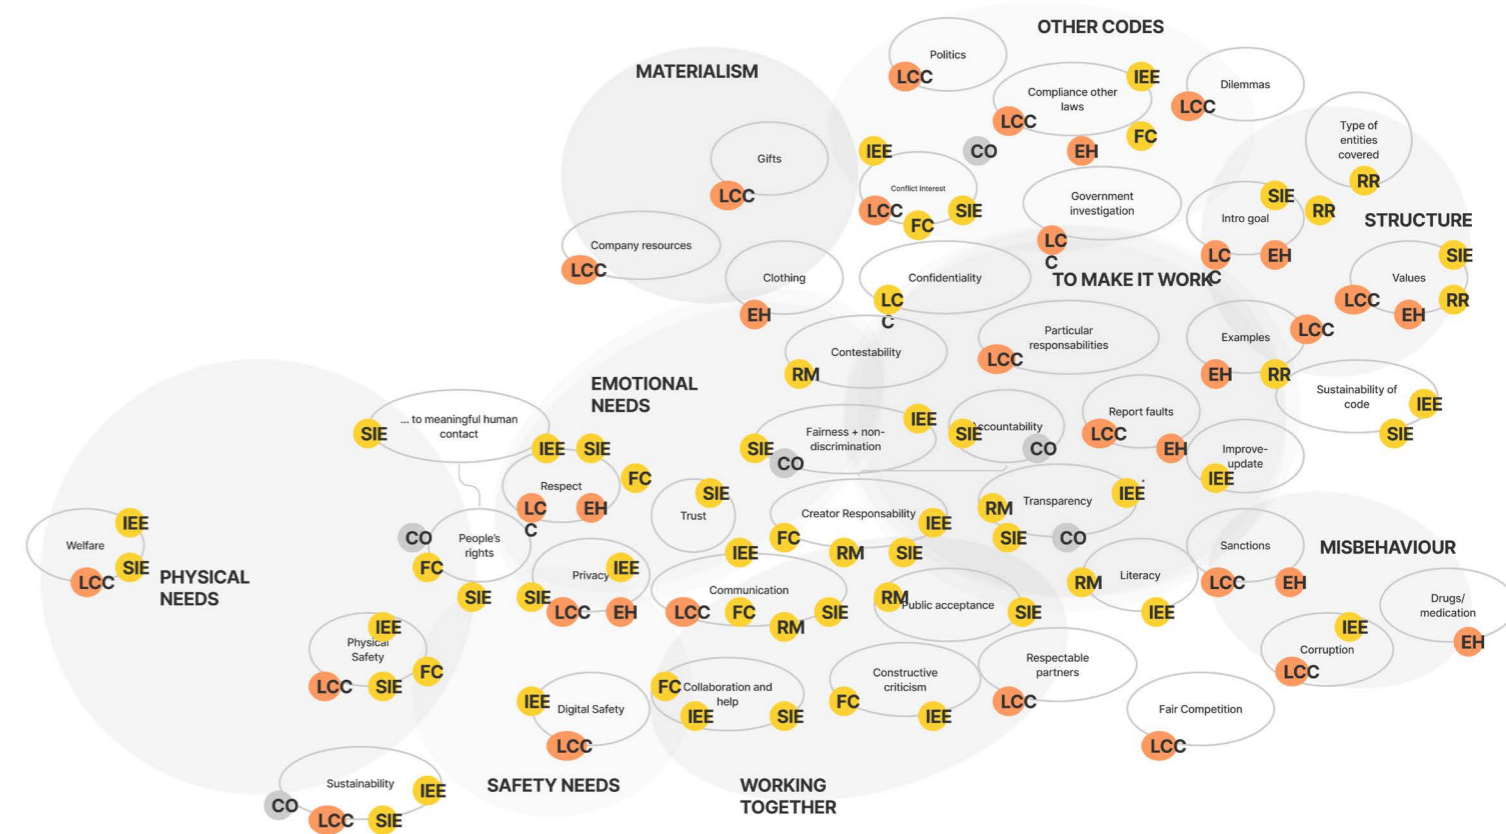 OTHER CODES
Politics
LCC
MATERIALISM
IEE
Compliance other
laws
LCC
EH
FC
Dilemmas
LCC
Type of
entities
covered
RR
Gifts
LCC
IEE
CO
Conflict Interest
LCC
FC
SIE
Government
investigation
LC
C
SIE
RR
Intro goal
LC
C
EH
STRUCTURE
Company resources
LCC
Clothing
EH
Confidentiality
LC
C
TO MAKE IT WORK
SIE
Values
LCC
EH
RR
Contestability
RM
Particular
responsabilities
LCC
Examples
LCC
EH
RR
EMOTIONAL
NEEDS
Sustainability of
code
IEE
SIE
... to meaningful human
contact
SIE
IEE
SIE
FC
Respect
LC
C
EH
Fairness + non-
discrimination
IEE
SIE
CO
Accountability
SIE
CO
Report faults
LCC
EH
Improve-
update
IEE
Trust
SIE
IEE
Creator Responsability
FC
RM
SIE
IEE
Transparency
IEE
RM
SIE
CO
Welfare
IEE
LCC
SIE
PHYSICAL
NEEDS
CO
People's
rights
FC
SIE
Privacy
IEE
SIE
LCC
EH
Communication
LCC
FC
RM
SIE
RM
Public acceptance
SIE
Literacy
RM
IEE
Sanctions
LCC
EH
MISBEHAVIOUR
Drugs/
medication
EH
IEE
Corruption
LCC
IEE
Physical
Safety
LCC
SIE
FC
IEE
Digital Safety
LCC
FC
Collaboration and
help
IEE
SIE
Constructive
criticism
FC
IEE
Respectable
partners
LCC
Fair Competition
LCC
Sustainability
IEE
CO
LCC
SIE
SAFETY NEEDS
WORKING
TOGETHER